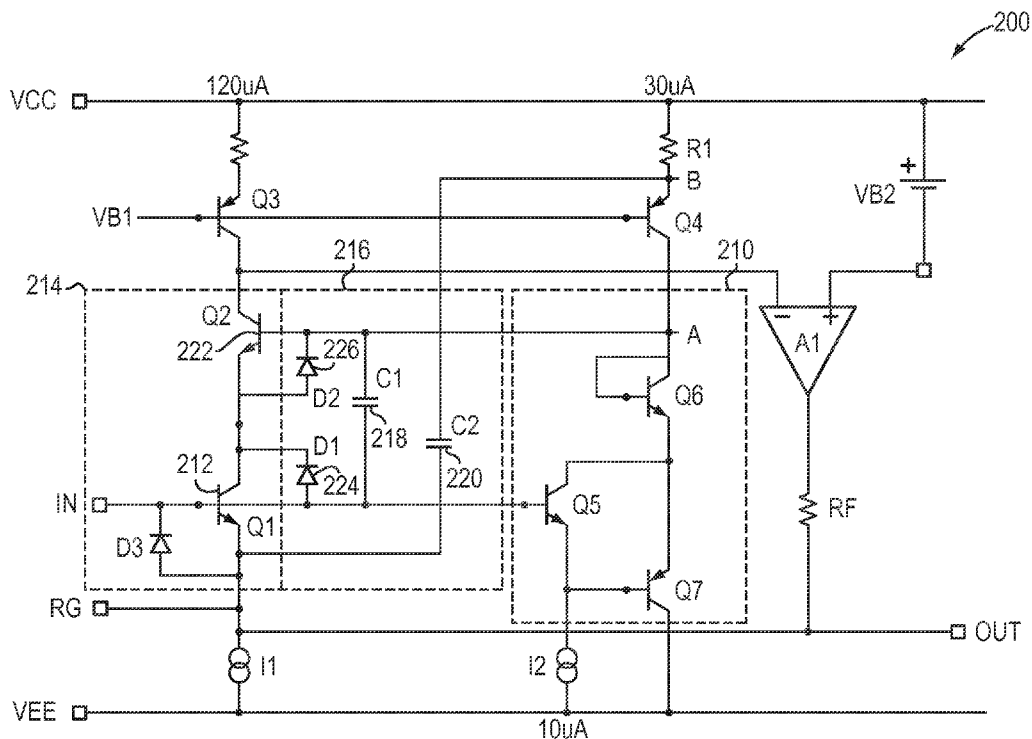 200
120uA 30uA
VCC
R1
B
Q3 VB2
VB1 Q4
216 210
214
Q2 - +
A A1
222 226
C1 Q6
D2 C2
218
212 D1 220
224
IN Q5 RF
Q1
D3
Q7
RG
OUT
I1 I2
VEE
10uA